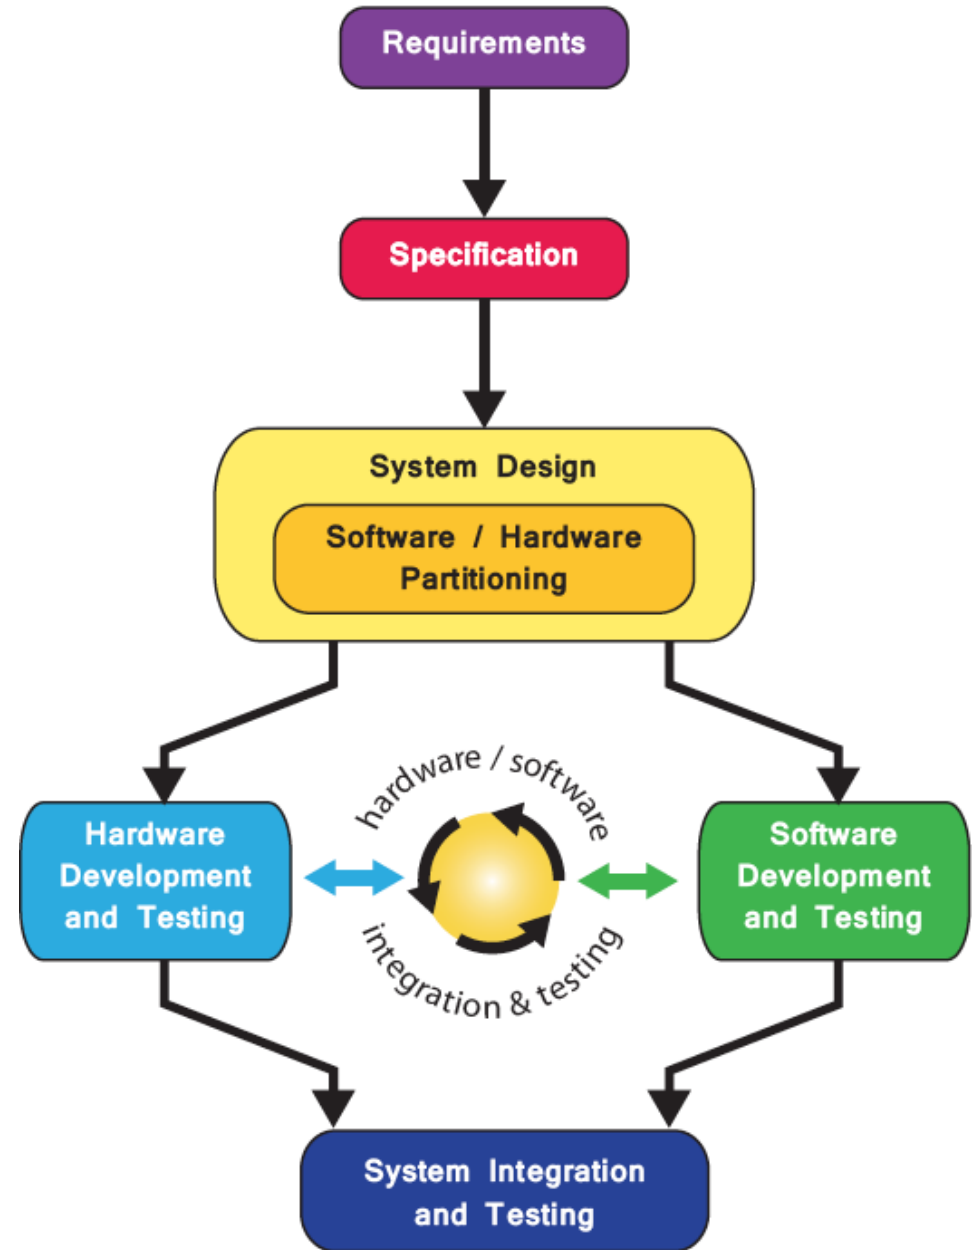 Requirements
Specification
System Design
Software / Hardware
Partitioning
hardware / software
Hardware
Development
and Testing
Software
Development
and Testing
integration & testing
System Integration
and Testing